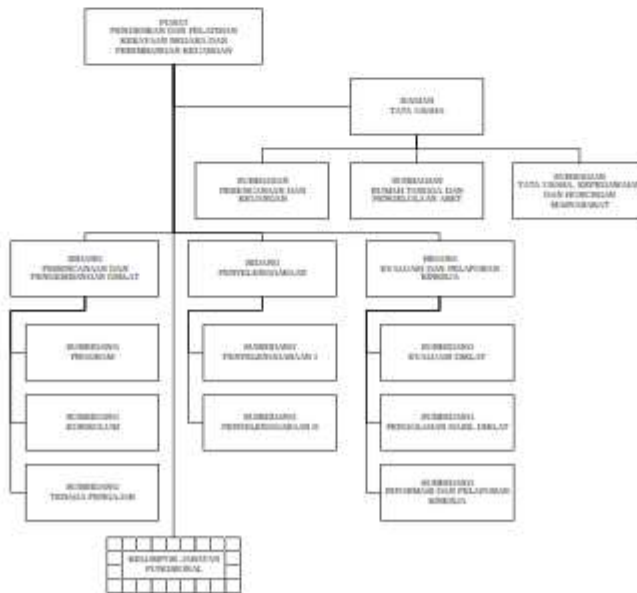 PUSAT
PENDIDIKAN DAN PELATIHAN
KEKAYAAN NEGARA DAN
PERIMBANGAN KEUANGAN
BAGIAN
TATA USAHA
SUBBAGIAN
PERENCANAAN DAN
KEUANGAN
SUBBAGIAN
RUMAH TANGGA DAN
PENGELOLAAN ASET
SUBBAGIAN
TATA USAHA, KEPEGAWAIAN
DAN HUBUNGAN
MASYARAKAT
BIDANG
PERENCANAAN DAN
PENGEMBANGAN DIKLAT
BIDANG
PENYELENGGARAAN
BIDANG
EVALUASI DAN PELAPORAN
KINERJA
SUBBIDANG
PROGRAM
SUBBIDANG
PENYELENGGARAAN I
SUBBIDANG
EVALUASI DIKLAT
SUBBIDANG
KURIKULUM
SUBBIDANG
PENYELENGGARAAN II
SUBBIDANG
PENGOLAHAN HASIL DIKLAT
SUBBIDANG
TENAGA PENGAJAR
SUBBIDANG
INFORMASI DAN PELAPORAN
KINERJA
KELOMPOK JABATAN
FUNGSIONAL